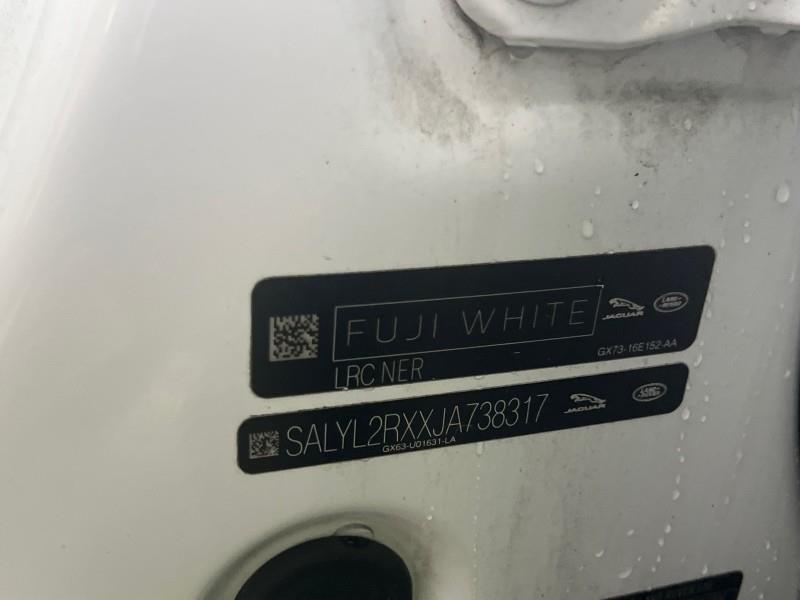 FUJI WHITE
JAGUAR
LAND ROVER
GX73-16E152-AA
LRC NER
SALYL2RXXJA738317
JAGUAR
LAND ROVER
GX63-U01631-LA